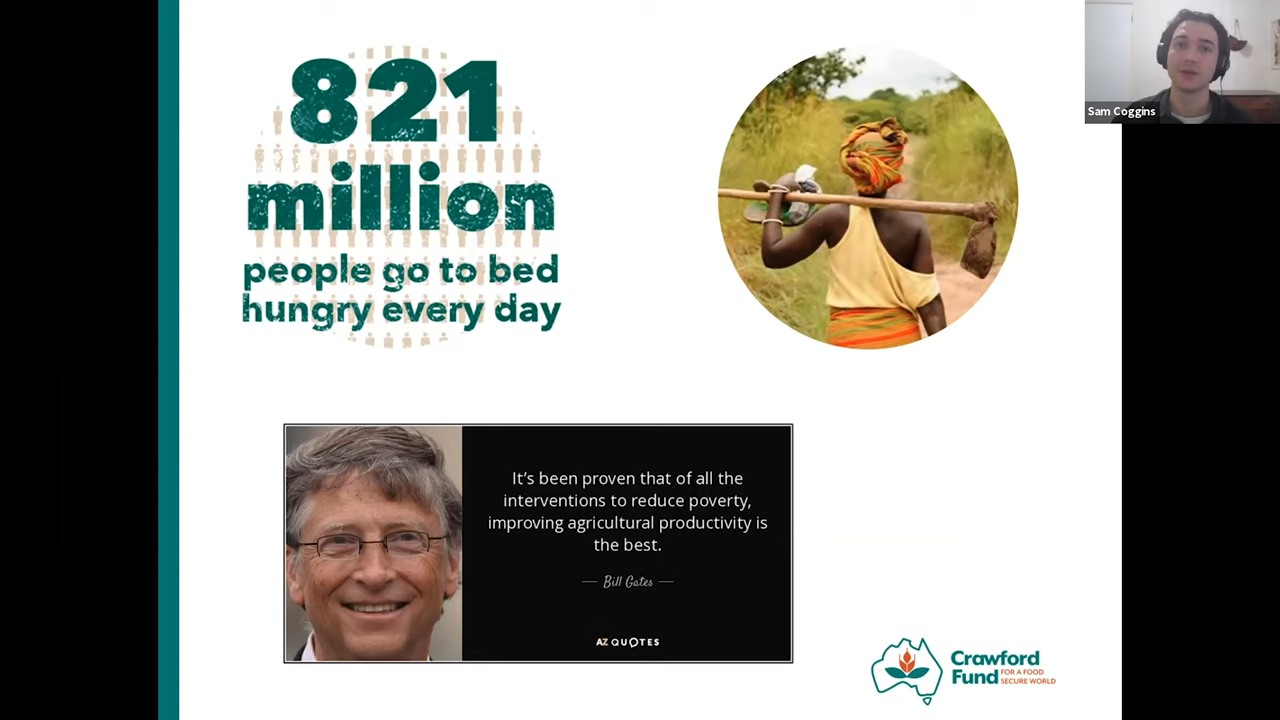 821
million
people go to bed
hungry every day
Sam Coggins
It's been proven that of all the
interventions to reduce poverty,
improving agricultural productivity is
the best.
— Bill Gates —
AZ QUOTES
Crawford
Fund FOR A FOOD
SECURE WORLD